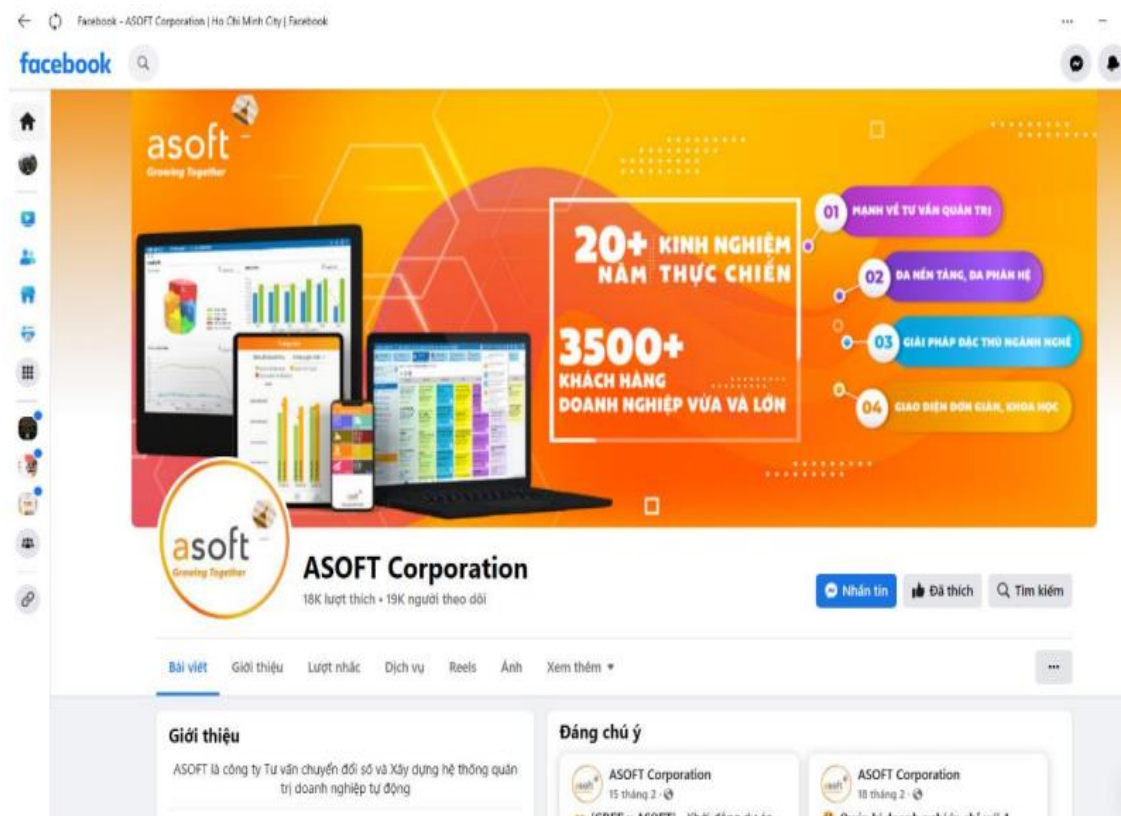 Facebook - ASOFT Corporation | Ho Chi Minh City | Facebook
facebook
asoft
Growing Together
20+ NĂM KINH NGHIỆM THỰC CHIẾN
3500+
KHÁCH HÀNG
DOANH NGHIỆP VỪA VÀ LỚN
01 MẠNH VỀ TƯ VẤN QUẢN TRỊ
02 ĐA NỀN TẢNG, ĐA PHÂN HỆ
03 GIẢI PHÁP ĐẶC THÙ NGÀNH NGHỀ
04 GIAO DIỆN ĐƠN GIẢN, KHOA HỌC
asoft
Growing Together
ASOFT Corporation
18K lượt thích • 19K người theo dõi
Nhắn tin
Đã thích
Tìm kiếm
Bài viết Giới thiệu Lượt nhắc Dịch vụ Reels Ảnh Xem thêm
Giới thiệu
ASOFT là công ty Tư vấn chuyển đổi số và Xây dựng hệ thống quản
trị doanh nghiệp tự động
Đáng chú ý
ASOFT Corporation
15 tháng 2
ASOFT Corporation
18 tháng 2